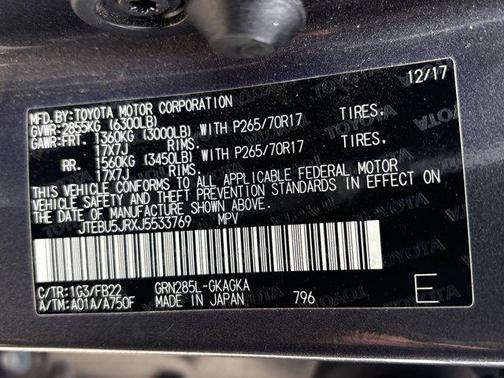 12/17
MFD.BY:TOYOTA MOTOR CORPORATION
GVWR:2855KG (6300LB)
GAWR:FRT. 1360KG (3000LB) WITH P265/70R17 TIRES,
17X7J RIMS.
RR. 1560KG (3450LB) WITH P265/70R17 TIRES,
17X7J RIMS.
THIS VEHICLE CONFORMS TO ALL APPLICABLE FEDERAL MOTOR
VEHICLE SAFETY AND THEFT PREVENTION STANDARDS IN EFFECT
ON THE DATE OF MANUFACTURE SHOWN ABOVE.
JTEBU5JRXJ5533769 MPV
C/TR:1G3/FB22 GRN285L-GKAGKA
A/TM:A01A/A750F MADE IN JAPAN 796 E